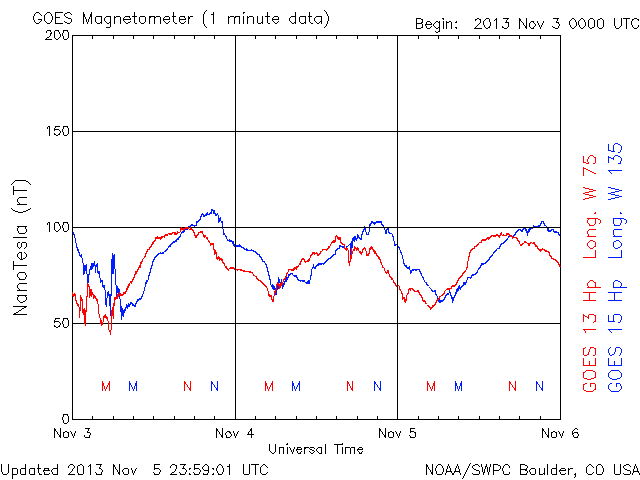 GOES Magnetometer (1 minute data)
Begin: 2013 Nov 3 0000 UTC
200
150
100
50
0
NanoTesla (nT)
M M N N M M N N M M N N
Nov 3 Nov 4 Nov 5 Nov 6
Universal Time
GOES 13 Hp Long. W 75
GOES 15 Hp Long. W 135
Updated 2013 Nov 5 23:59:01 UTC
NOAA/SWPC Boulder, CO USA